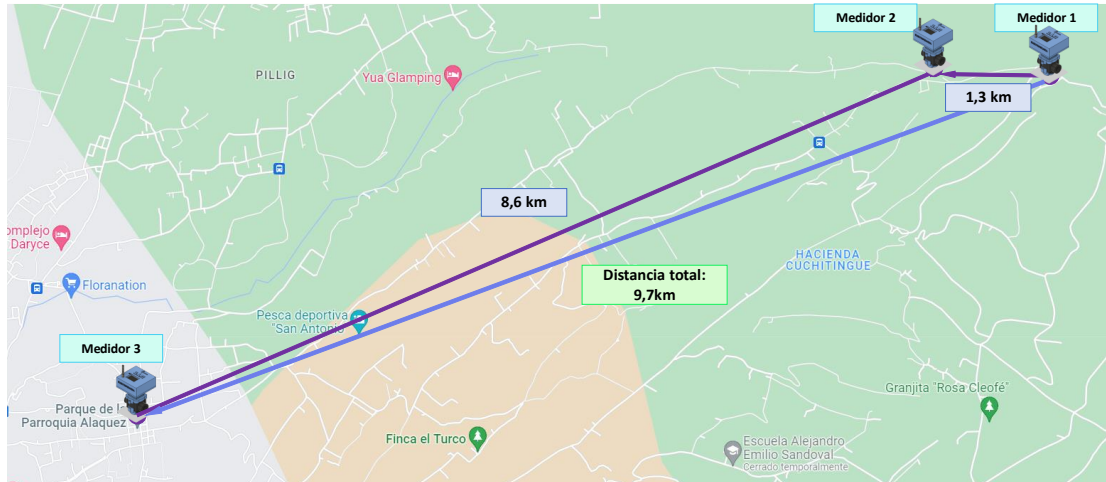 Medidor 2
Medidor 1
PILLIG
Yua Glamping
1,3 km
8,6 km
omplejo
Daryce
HACIENDA
CUCHITINGUE
Distancia total:
9,7km
Floranation
Pesca deportiva
"San Antonio"
Medidor 3
Granjita "Rosa Cleofé"
Parque de la
Parroquia Alaquez
Finca el Turco
Escuela Alejandro
Emilio Sandoval
Cerrado temporalmente